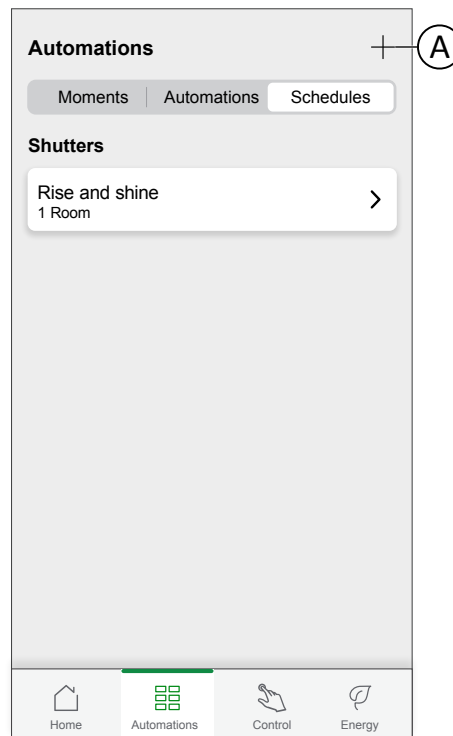 Automations
A
Moments Automations Schedules
Shutters
Rise and shine
1 Room
Home Automations Control Energy